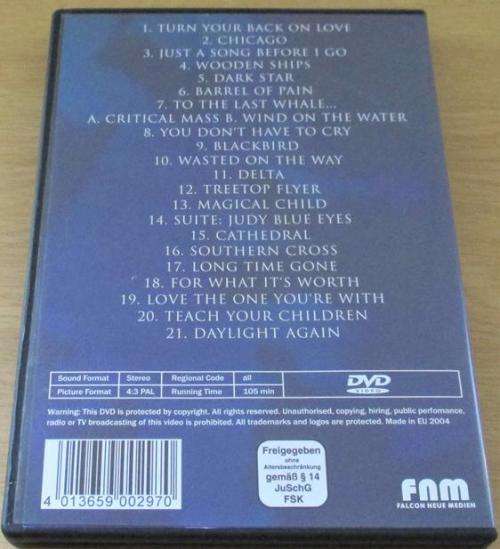 1. TURN YOUR BACK ON LOVE
2. CHICAGO
3. JUST A SONG BEFORE I GO
4. WOODEN SHIPS
5. DARK STAR
6. BARREL OF PAIN
7. TO THE LAST WHALE...
A. CRITICAL MASS B. WIND ON THE WATER
8. YOU DON'T HAVE TO CRY
9. BLACKBIRD
10. WASTED ON THE WAY
11. DELTA
12. TREETOP FLYER
13. MAGICAL CHILD
14. SUITE: JUDY BLUE EYES
15. CATHEDRAL
16. SOUTHERN CROSS
17. LONG TIME GONE
18. FOR WHAT IT'S WORTH
19. LOVE THE ONE YOU'RE WITH
20. TEACH YOUR CHILDREN
21. DAYLIGHT AGAIN
Sound Format Stereo Regional Code all
Picture Format 4:3 PAL Running Time 105 min
DVD
VIDEO
Warning: This DVD is protected by copyright. All rights reserved. Unauthorised, copying, hiring, public perfomance,
radio or TV broadcasting of this video is prohibited. All trademarks and logos are protected. Made in EU 2004
4 013659 002970
Freigegeben
ohne
Altersbeschränkung
gemäß § 14
JuSchG
FSK
fnm
FALCON NEUE MEDIEN